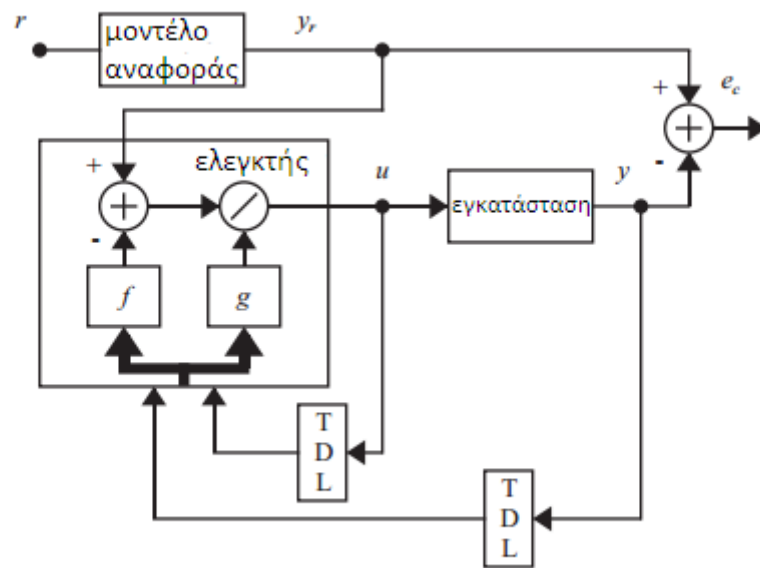 r
μοντέλο
αναφοράς
y_r
+
e_c
+
-
ελεγκτής
+
+
-
u
εγκατάσταση
y
f
g
T
D
L
T
D
L